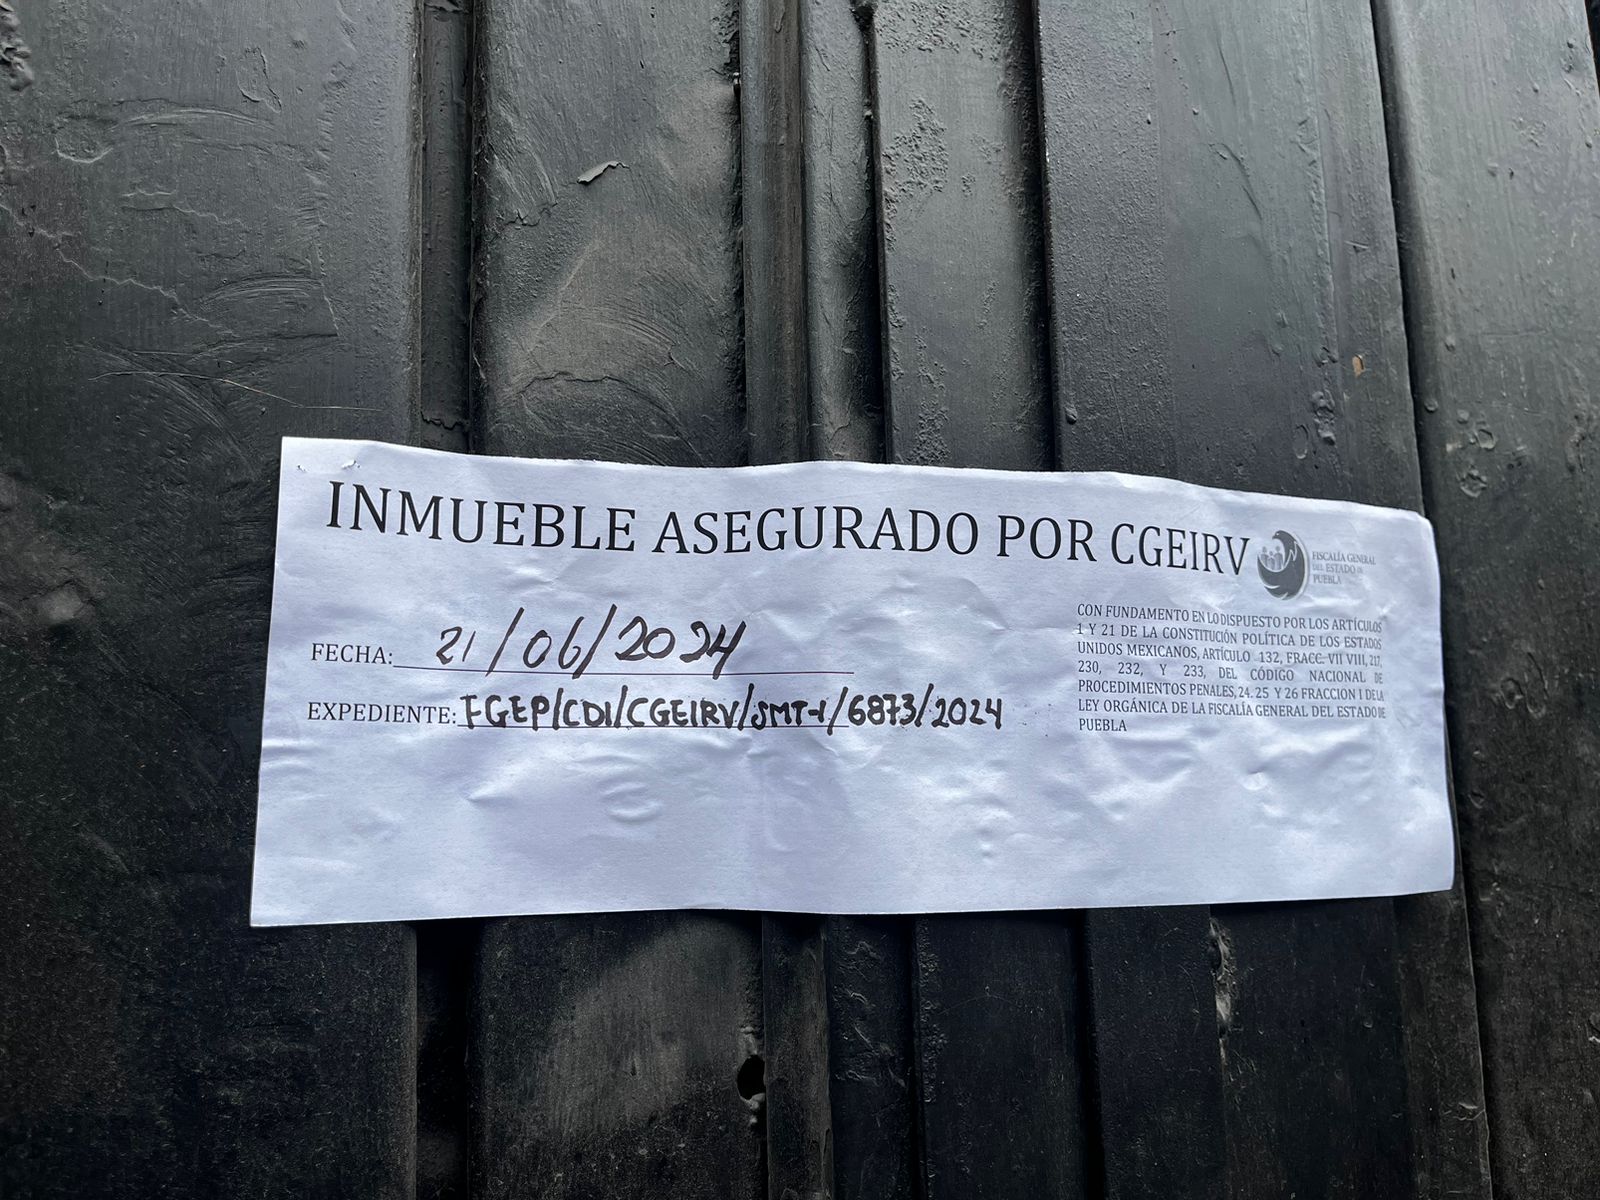 INMUEBLE ASEGURADO POR CGEIRV
FISCALÍA GENERAL
DEL ESTADO DE
PUEBLA
FECHA: 21/06/2024
EXPEDIENTE: FGEP/CDI/CGEIRV/SMT-1/6873/2024
CON FUNDAMENTO EN LO DISPUESTO POR LOS ARTÍCULOS
1 Y 21 DE LA CONSTITUCIÓN POLÍTICA DE LOS ESTADOS
UNIDOS MEXICANOS, ARTÍCULO 132, FRACC. VII VIII, 217,
230, 232, Y 233, DEL CÓDIGO NACIONAL DE
PROCEDIMIENTOS PENALES, 24. 25 Y 26 FRACCION I DE LA
LEY ORGÁNICA DE LA FISCALÍA GENERAL DEL ESTADO DE
PUEBLA